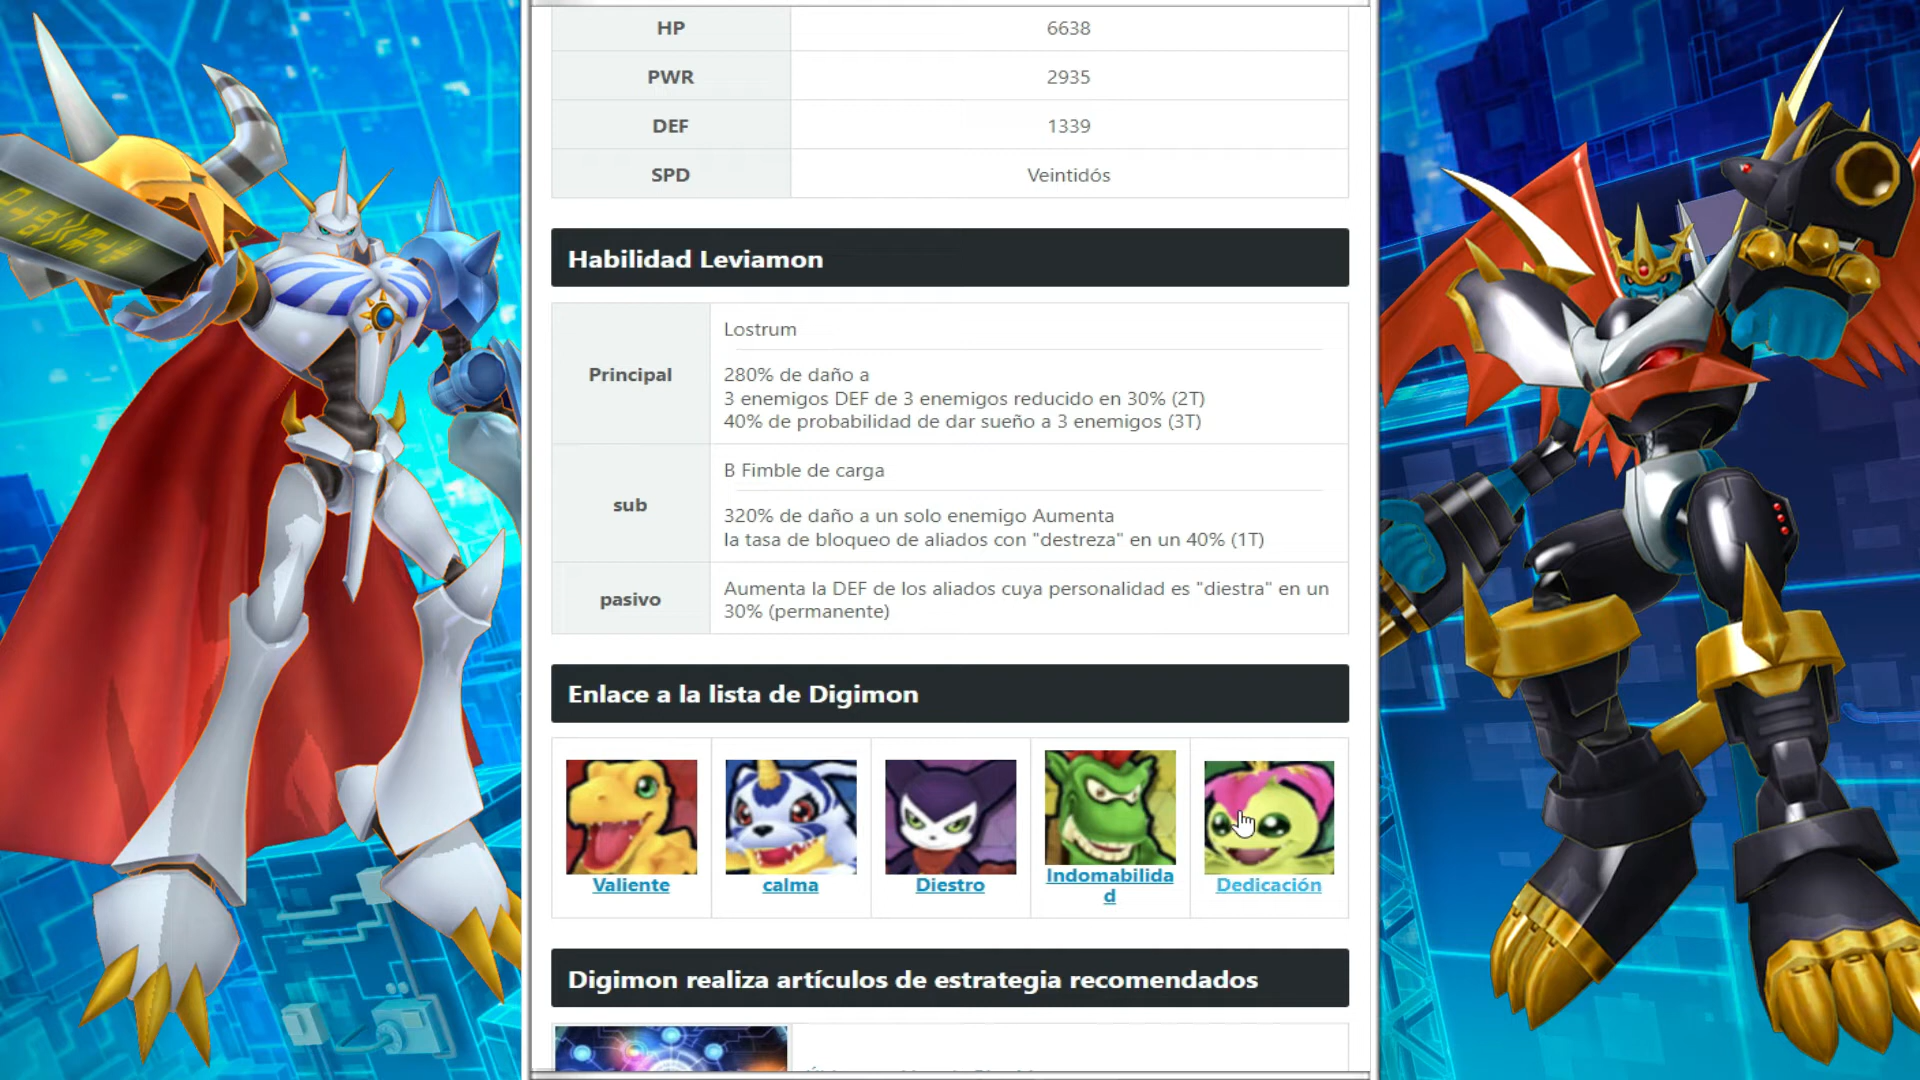 HP 6638
PWR 2935
DEF 1339
SPD Veintidós
Habilidad Leviamon
Principal
Lostrum
280% de daño a
3 enemigos DEF de 3 enemigos reducido en 30% (2T)
40% de probabilidad de dar sueño a 3 enemigos (3T)
sub
B Fimble de carga
320% de daño a un solo enemigo Aumenta
la tasa de bloqueo de aliados con "destreza" en un 40% (1T)
pasivo
Aumenta la DEF de los aliados cuya personalidad es "diestra" en un
30% (permanente)
Enlace a la lista de Digimon
Valiente
calma
Diestro
Indomabilida
d
Dedicación
Digimon realiza artículos de estrategia recomendados